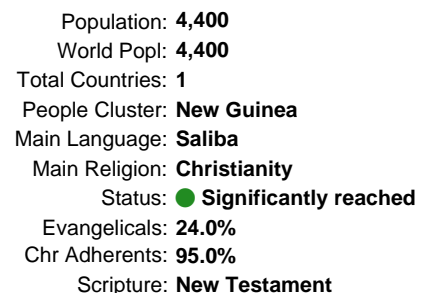 Population: 4,400
World Popl: 4,400
Total Countries: 1
People Cluster: New Guinea
Main Language: Saliba
Main Religion: Christianity
Status: Significantly reached
Evangelicals: 24.0%
Chr Adherents: 95.0%
Scripture: New Testament